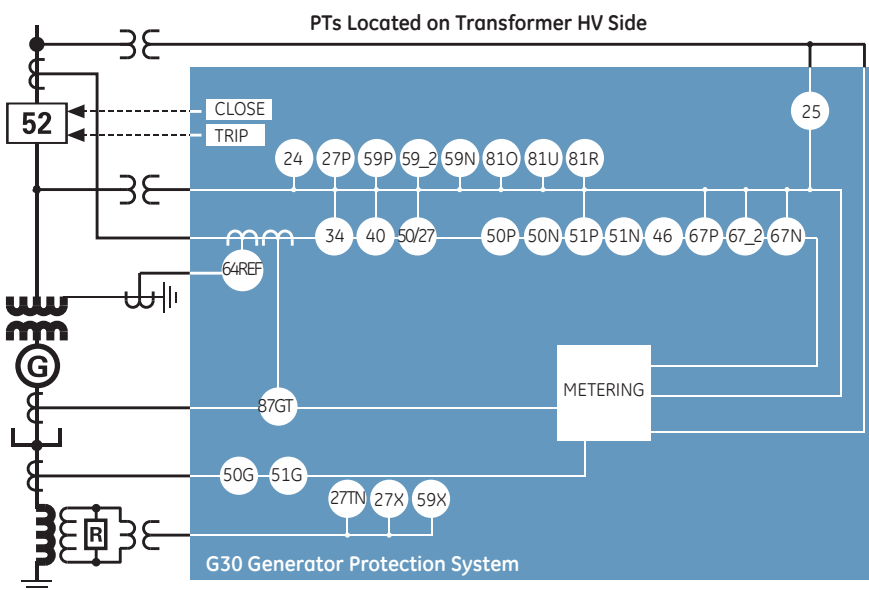 PTs Located on Transformer HV Side
52
CLOSE
TRIP
25
24 27P 59P 59_2 59N 81O 81U 81R
34 40 50/27 50P 50N 51P 51N 46 67P 67_2 67N
64REF
G
METERING
87GT
50G 51G
27TN 27X 59X
R
G30 Generator Protection System